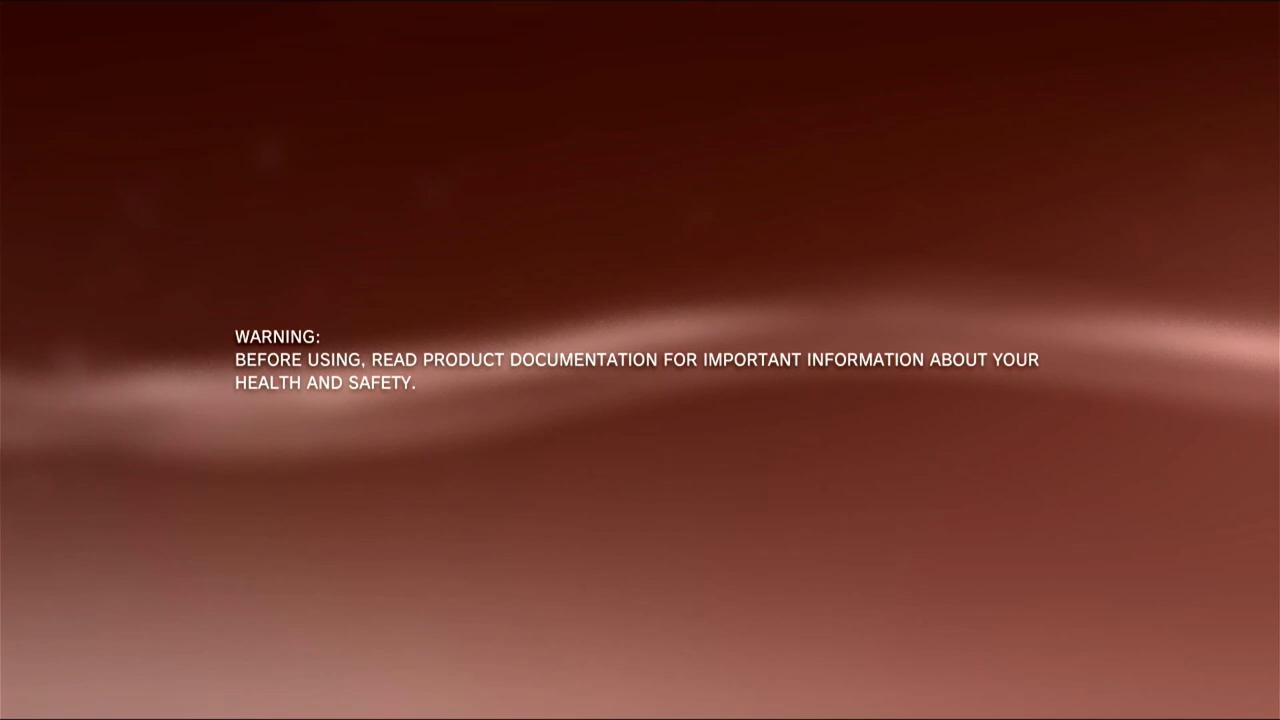 WARNING:
BEFORE USING, READ PRODUCT DOCUMENTATION FOR IMPORTANT INFORMATION ABOUT YOUR
HEALTH AND SAFETY.